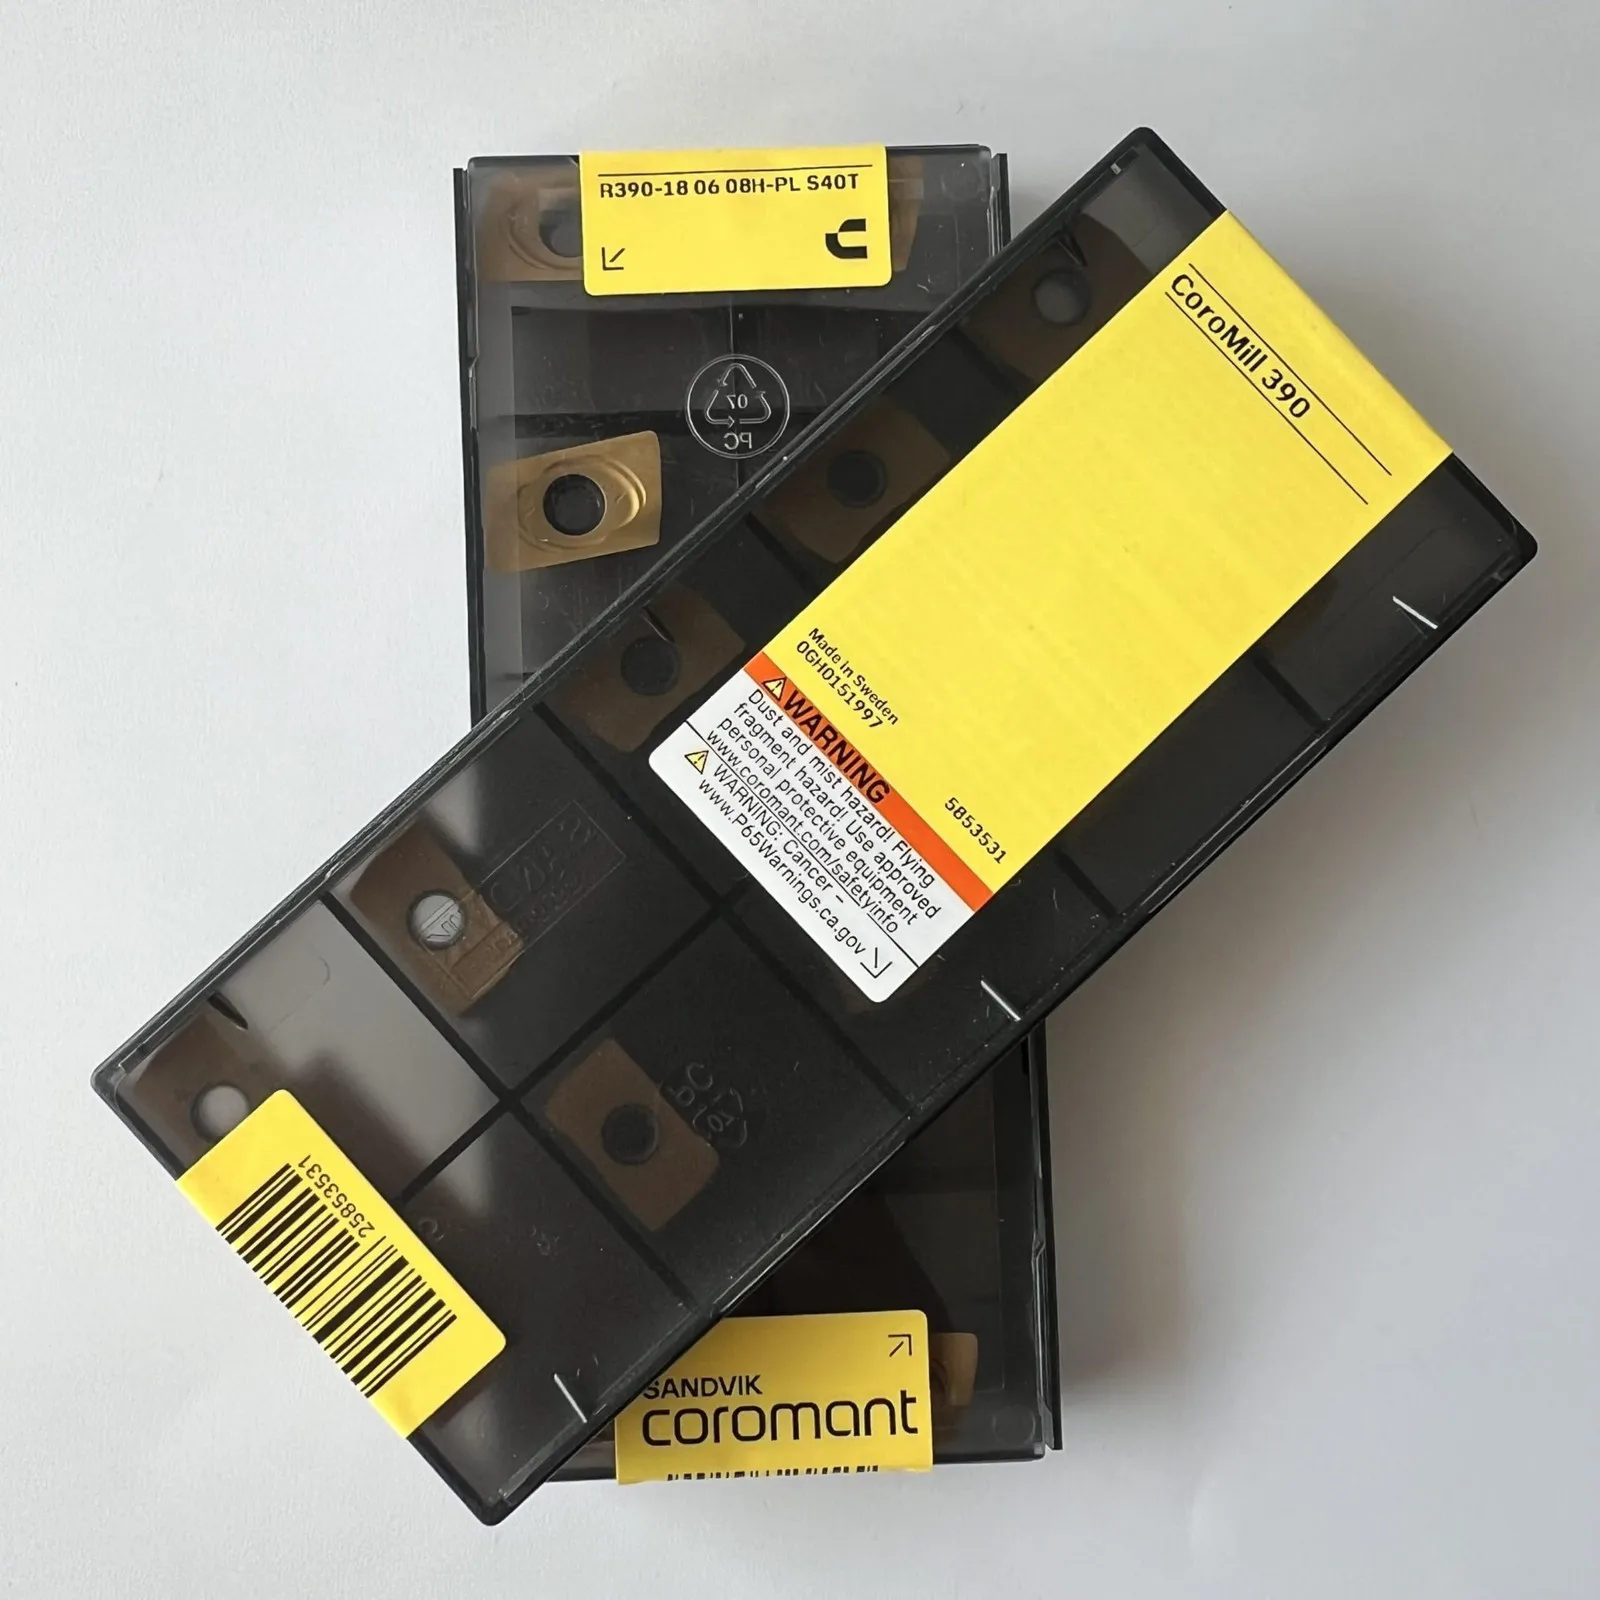 R390-18 06 08H-PL S40T
07
PC
CoroMill 390
Made in Sweden
0GH0151997
5853531
WARNING
Dust and mist hazard! Flying
fragment hazard! Use approved
personal protective equipment
www.coromant.com/safetyinfo
WARNING: Cancer –
www.P65Warnings.ca.gov
25853531
SANDVIK
coromant